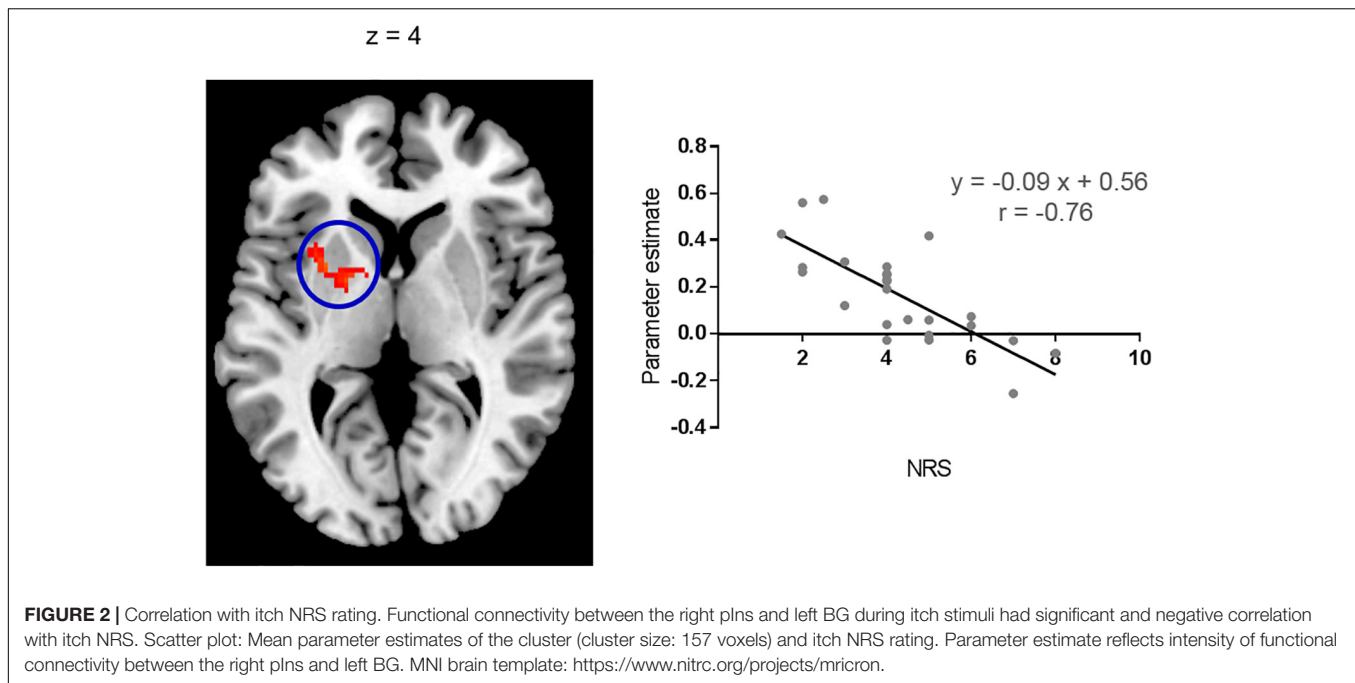 z = 4
0.8
0.6
0.4
0.2
0.0
-0.2
-0.4
Parameter estimate
y = -0.09 x + 0.56
r = -0.76
2 4 6 8 10
NRS
FIGURE 2 | Correlation with itch NRS rating. Functional connectivity between the right pIns and left BG during itch stimuli had significant and negative correlation
with itch NRS. Scatter plot: Mean parameter estimates of the cluster (cluster size: 157 voxels) and itch NRS rating. Parameter estimate reflects intensity of functional
connectivity between the right pIns and left BG. MNI brain template: https://www.nitrc.org/projects/mricron.